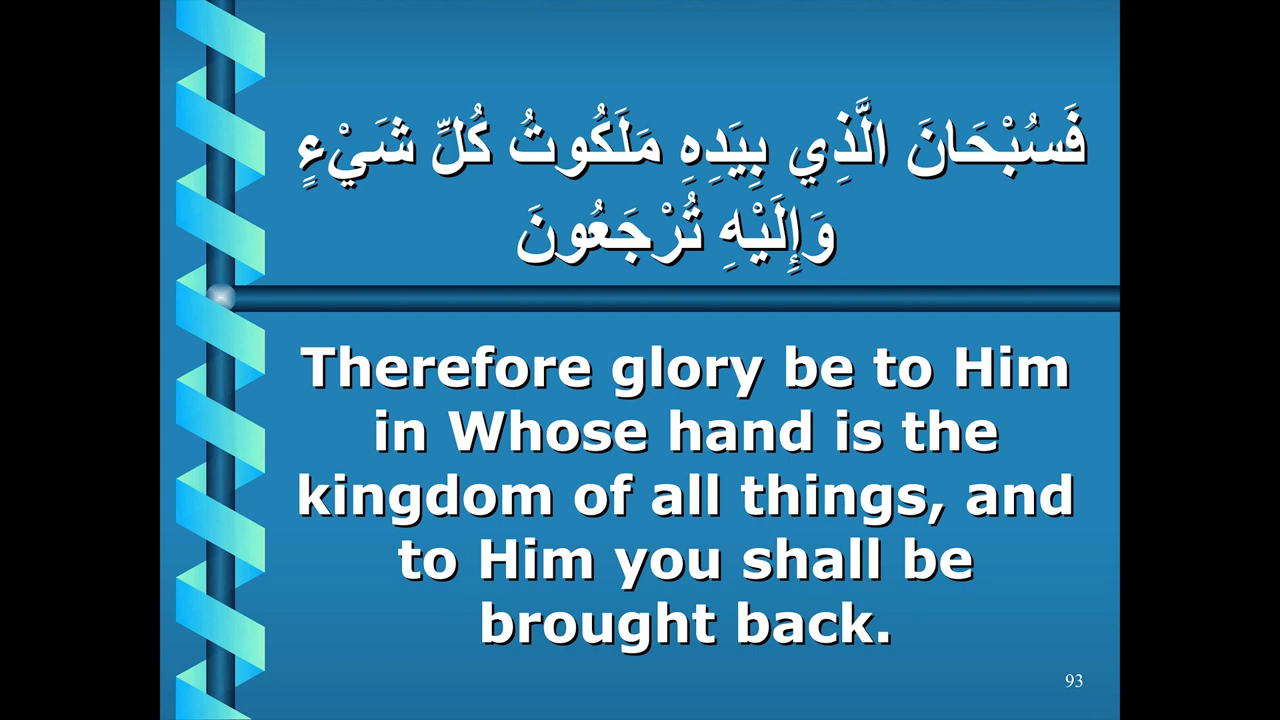 فَسُبْحَانَ الَّذِي بِيَدِهِ مَلَكُوتُ كُلِّ شَيْءٍ
وَإِلَيْهِ تُرْجَعُونَ
Therefore glory be to Him
in Whose hand is the
kingdom of all things, and
to Him you shall be
brought back.
93